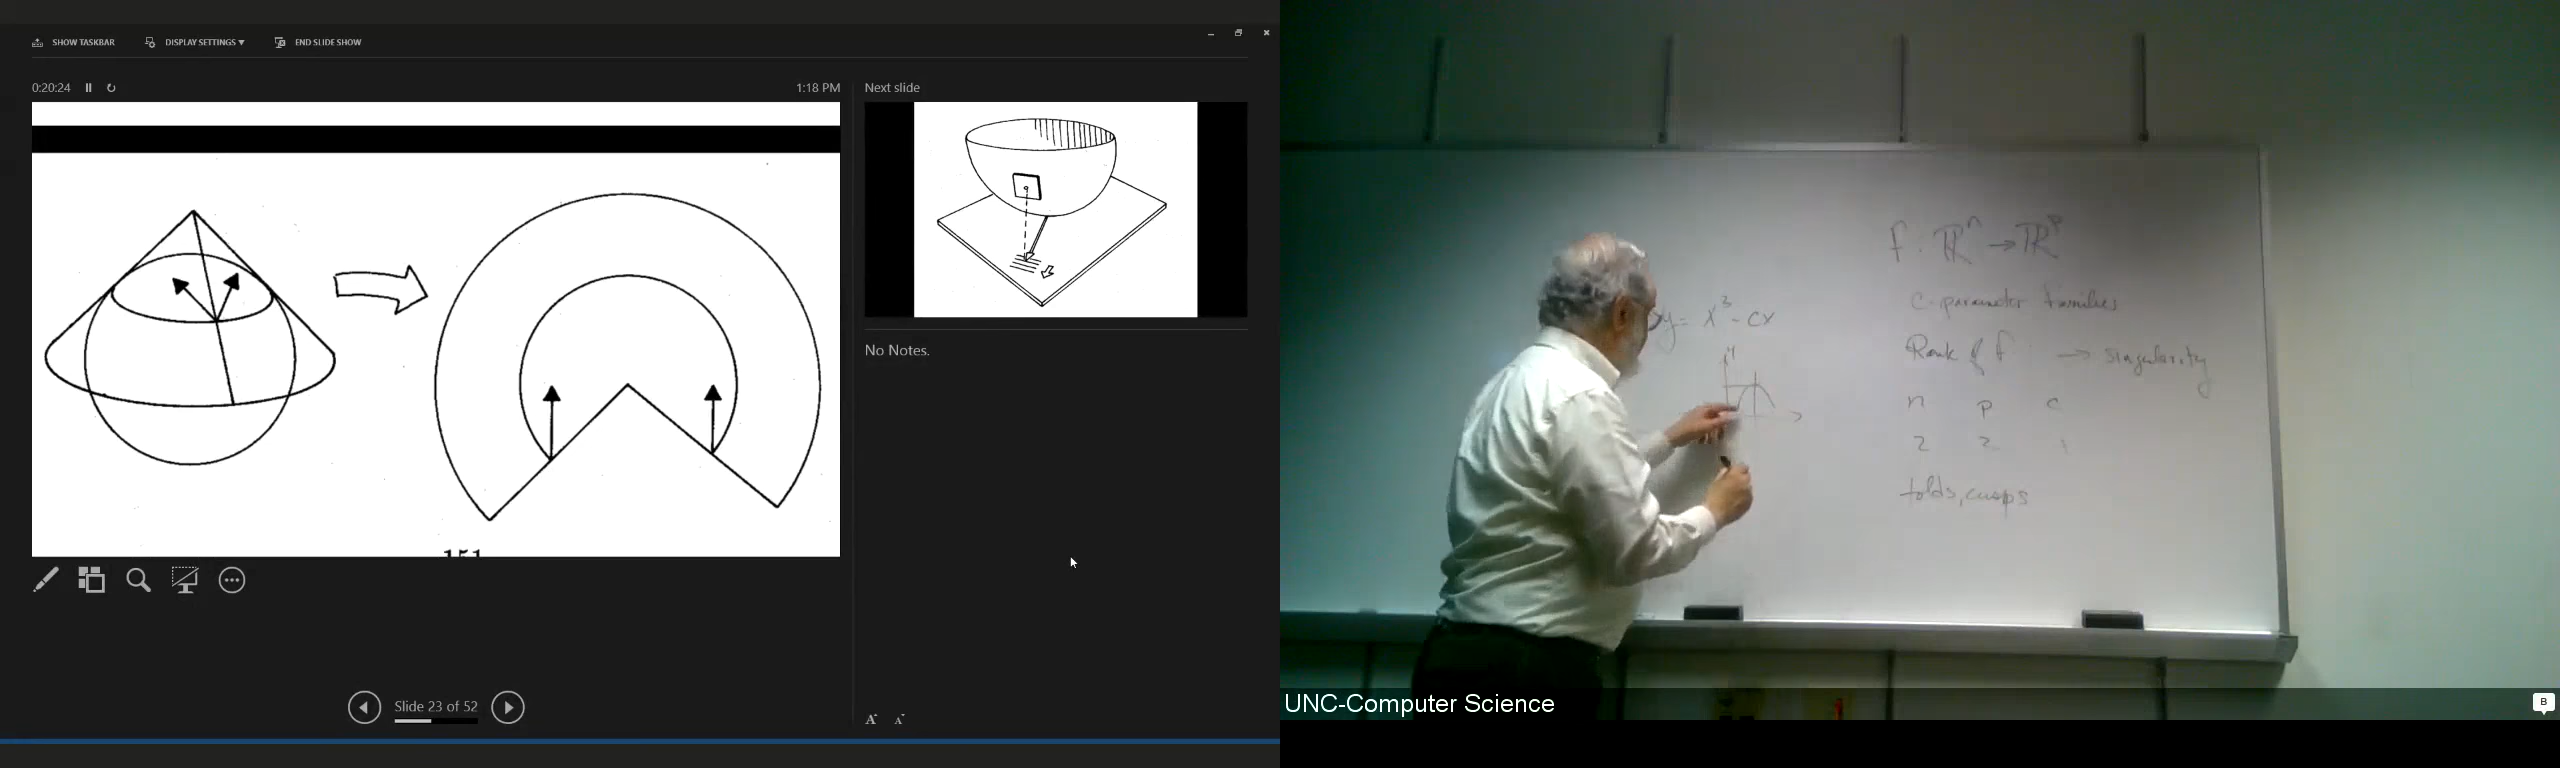 SHOW TASKBAR DISPLAY SETTINGS ▼ END SLIDE SHOW
0:20:24 1:18 PM
Next slide
No Notes.
151
Slide 23 of 52
A A
y = x³ - cx
f : ℝⁿ → ℝᵖ
c-parameter families
Rank of f → singularity
n p c
2 2 1
folds, cusps
UNC-Computer Science
B